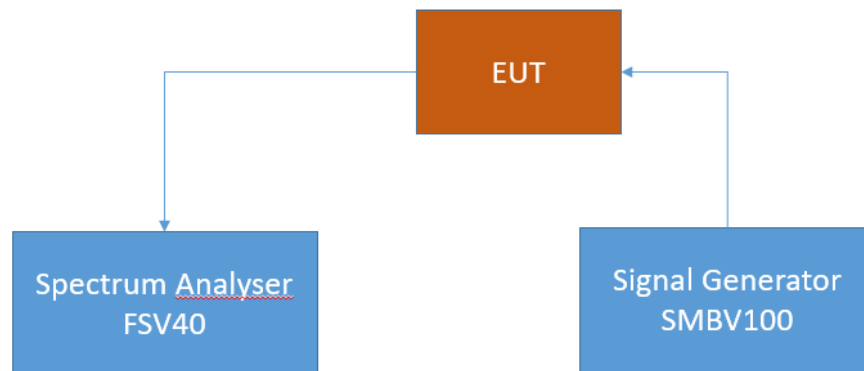 EUT
Spectrum Analyser
FSV40
Signal Generator
SMBV100